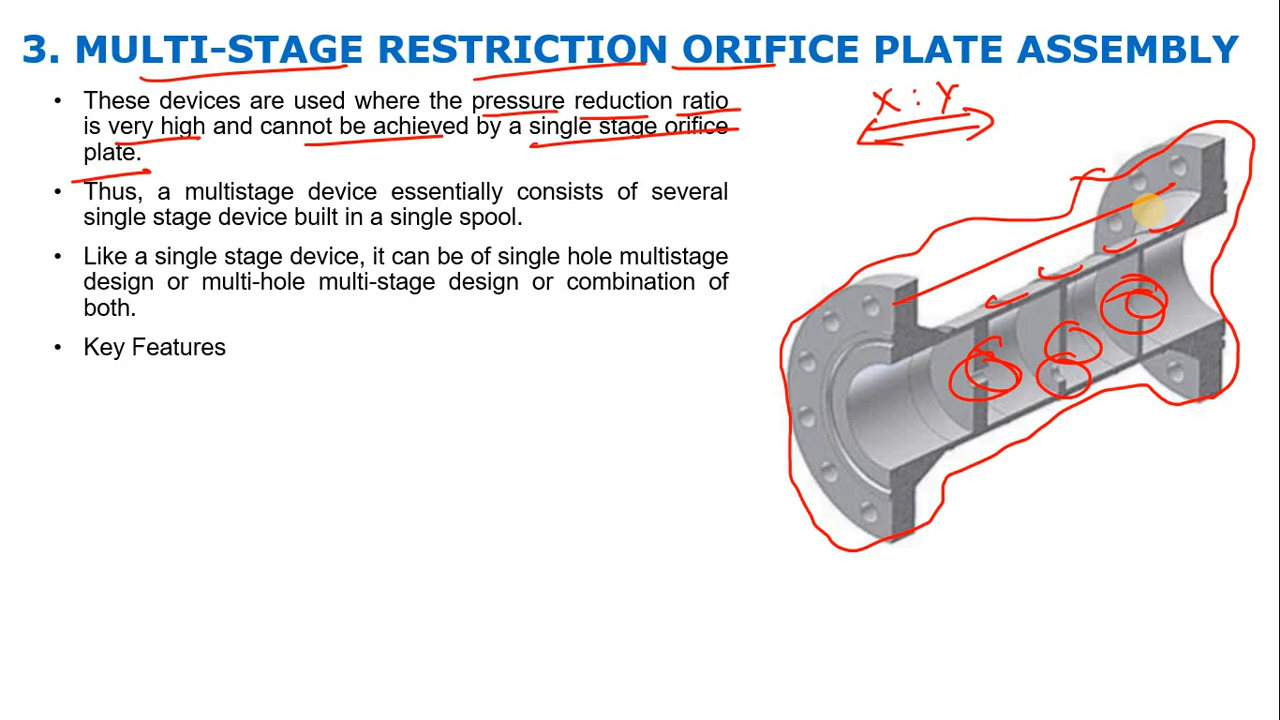 3. MULTI-STAGE RESTRICTION ORIFICE PLATE ASSEMBLY
• These devices are used where the pressure reduction ratio
is very high and cannot be achieved by a single stage orifice
plate.
• Thus, a multistage device essentially consists of several
single stage device built in a single spool.
• Like a single stage device, it can be of single hole multistage
design or multi-hole multi-stage design or combination of
both.
• Key Features
X : Y